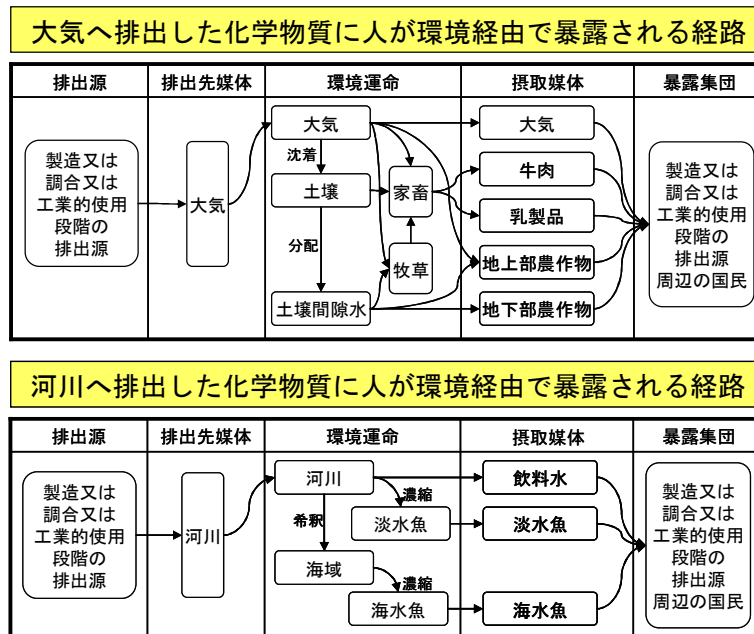 大気へ排出した化学物質に人が環境経由で暴露される経路
排出源
排出先媒体
環境運命
摂取媒体
暴露集団
製造又は
調合又は
工業的使用
段階の
排出源
大気
大気
沈着
土壌
分配
土壌間隙水
家畜
牧草
大気
牛肉
乳製品
地上部農作物
地下部農作物
製造又は
調合又は
工業的使用
段階の
排出源
周辺の国民
河川へ排出した化学物質に人が環境経由で暴露される経路
排出源
排出先媒体
環境運命
摂取媒体
暴露集団
製造又は
調合又は
工業的使用
段階の
排出源
河川
河川
濃縮
希釈
淡水魚
海域
濃縮
海水魚
飲料水
淡水魚
海水魚
製造又は
調合又は
工業的使用
段階の
排出源
周辺の国民